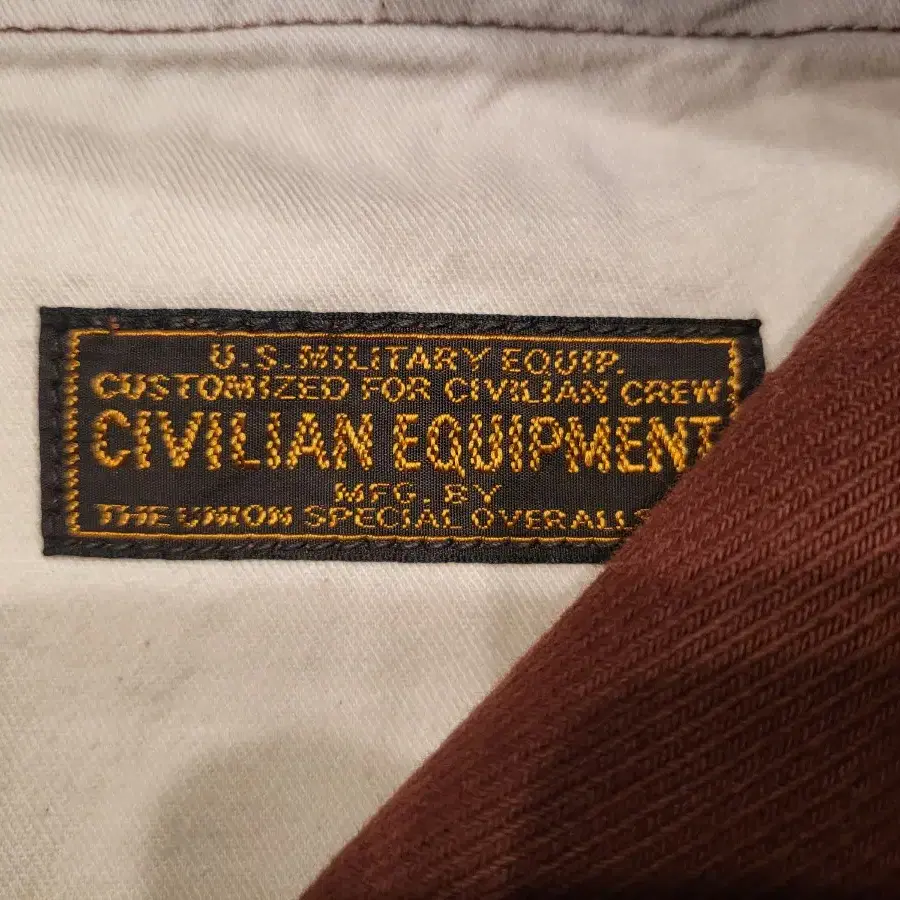 U.S. MILITARY EQUIP.
CUSTOMIZED FOR CIVILIAN CREW
CIVILIAN EQUIPMENT
MFG. BY
THE UNION SPECIAL OVERALLS